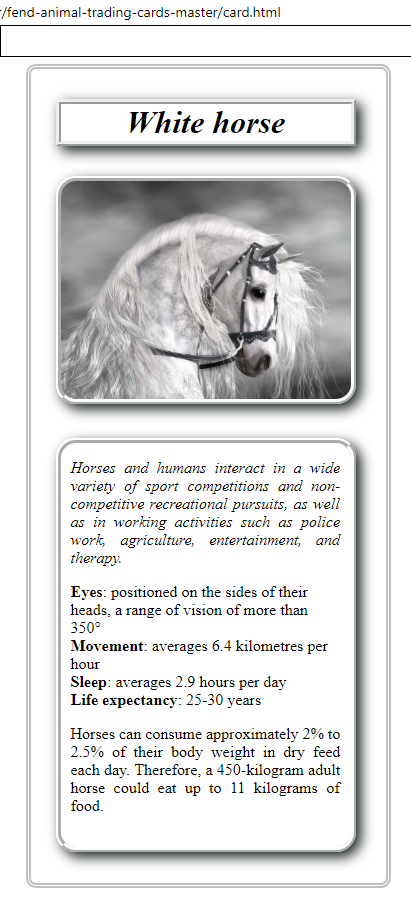 /fend-animal-trading-cards-master/card.html
White horse
Horses and humans interact in a wide
variety of sport competitions and non-
competitive recreational pursuits, as well
as in working activities such as police
work, agriculture, entertainment, and
therapy.
Eyes: positioned on the sides of their
heads, a range of vision of more than
350°
Movement: averages 6.4 kilometres per
hour
Sleep: averages 2.9 hours per day
Life expectancy: 25-30 years
Horses can consume approximately 2% to
2.5% of their body weight in dry feed
each day. Therefore, a 450-kilogram adult
horse could eat up to 11 kilograms of
food.